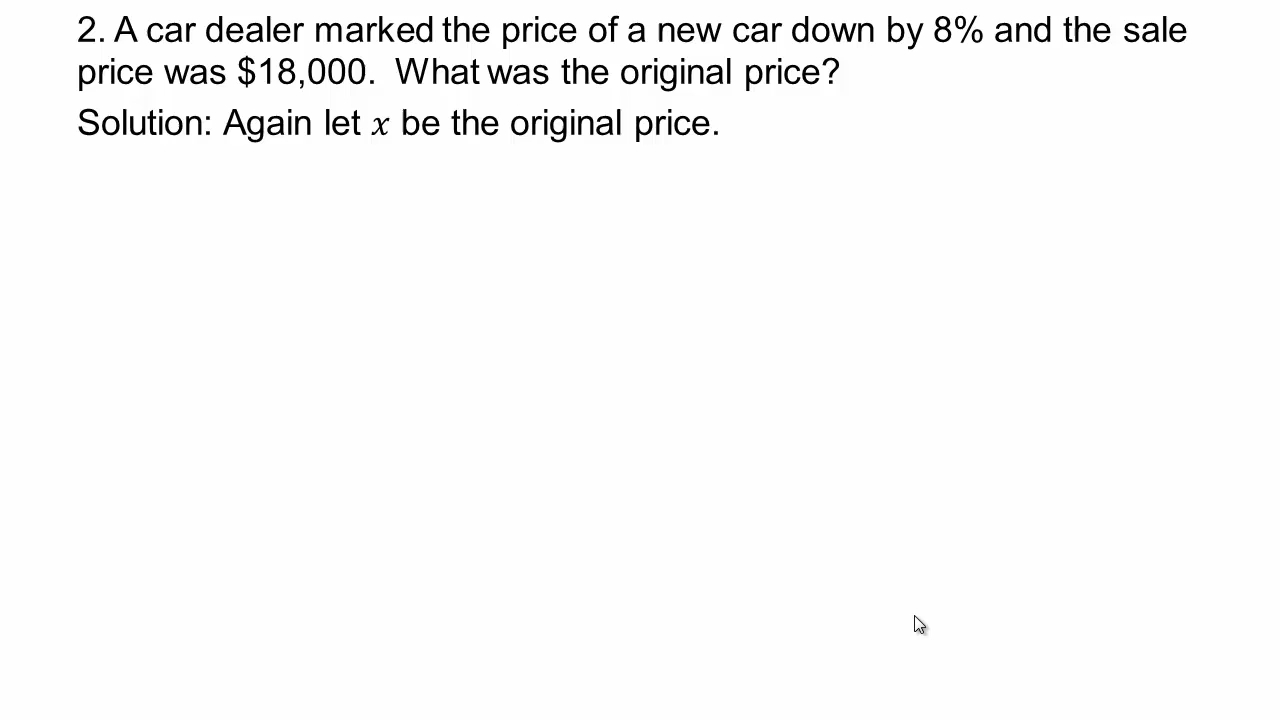 2. A car dealer marked the price of a new car down by 8% and the sale
price was $18,000.  What was the original price?
Solution: Again let 𝑥 be the original price.